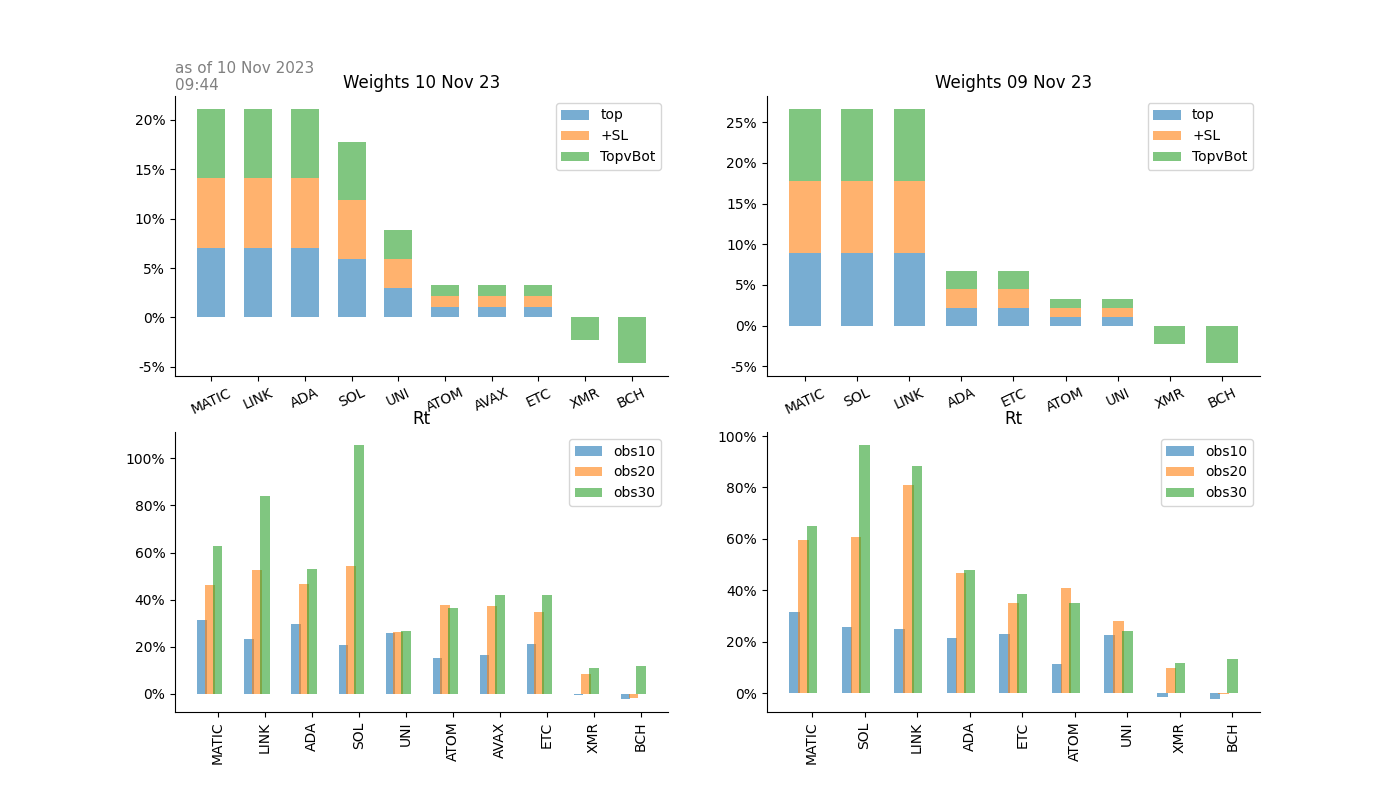 as of 10 Nov 2023
09:44
Weights 10 Nov 23
20%
15%
10%
5%
0%
-5%
top
+SL
TopvBot
MATIC LINK ADA SOL UNI ATOM AVAX ETC XMR BCH
Weights 09 Nov 23
25%
20%
15%
10%
5%
0%
-5%
top
+SL
TopvBot
MATIC SOL LINK ADA ETC ATOM UNI XMR BCH
Rt
100%
80%
60%
40%
20%
0%
obs10
obs20
obs30
MATIC LINK ADA SOL UNI ATOM AVAX ETC XMR BCH
Rt
100%
80%
60%
40%
20%
0%
obs10
obs20
obs30
MATIC SOL LINK ADA ETC ATOM UNI XMR BCH